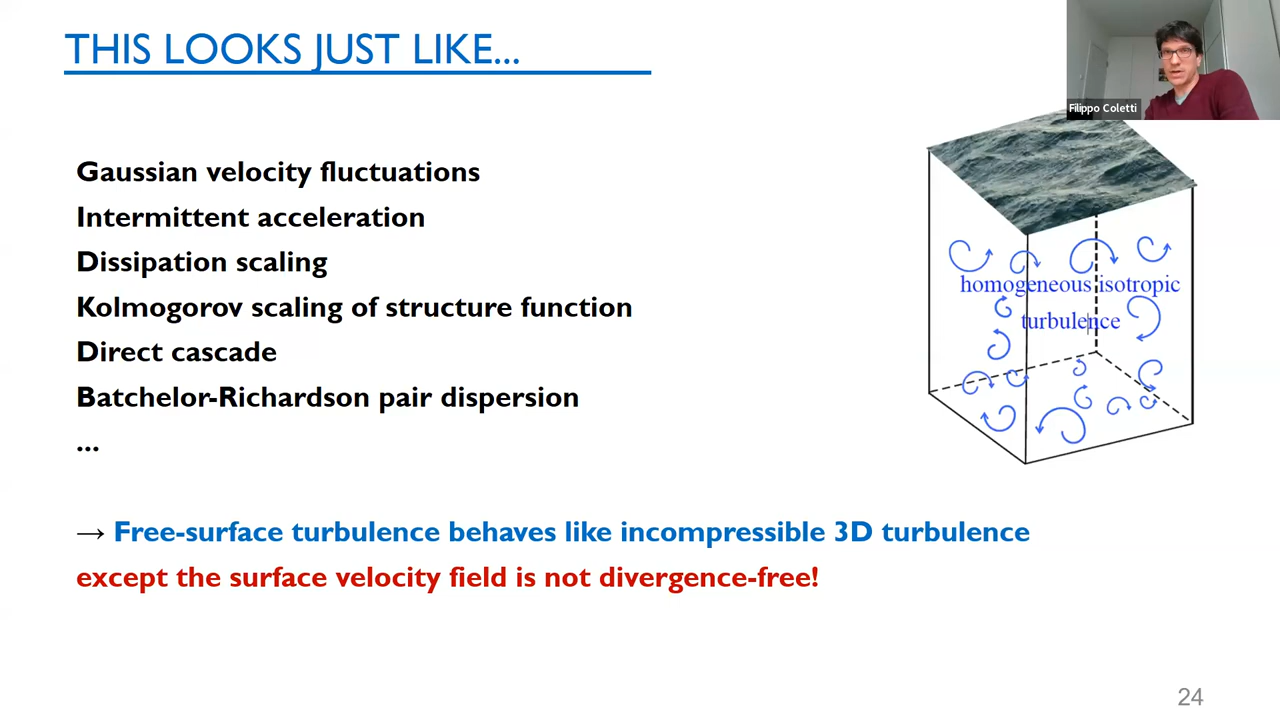 THIS LOOKS JUST LIKE...
Filippo Coletti
Gaussian velocity fluctuations
Intermittent acceleration
Dissipation scaling
Kolmogorov scaling of structure function
Direct cascade
Batchelor-Richardson pair dispersion
...
homogeneous isotropic
turbulence
→ Free-surface turbulence behaves like incompressible 3D turbulence
except the surface velocity field is not divergence-free!
24